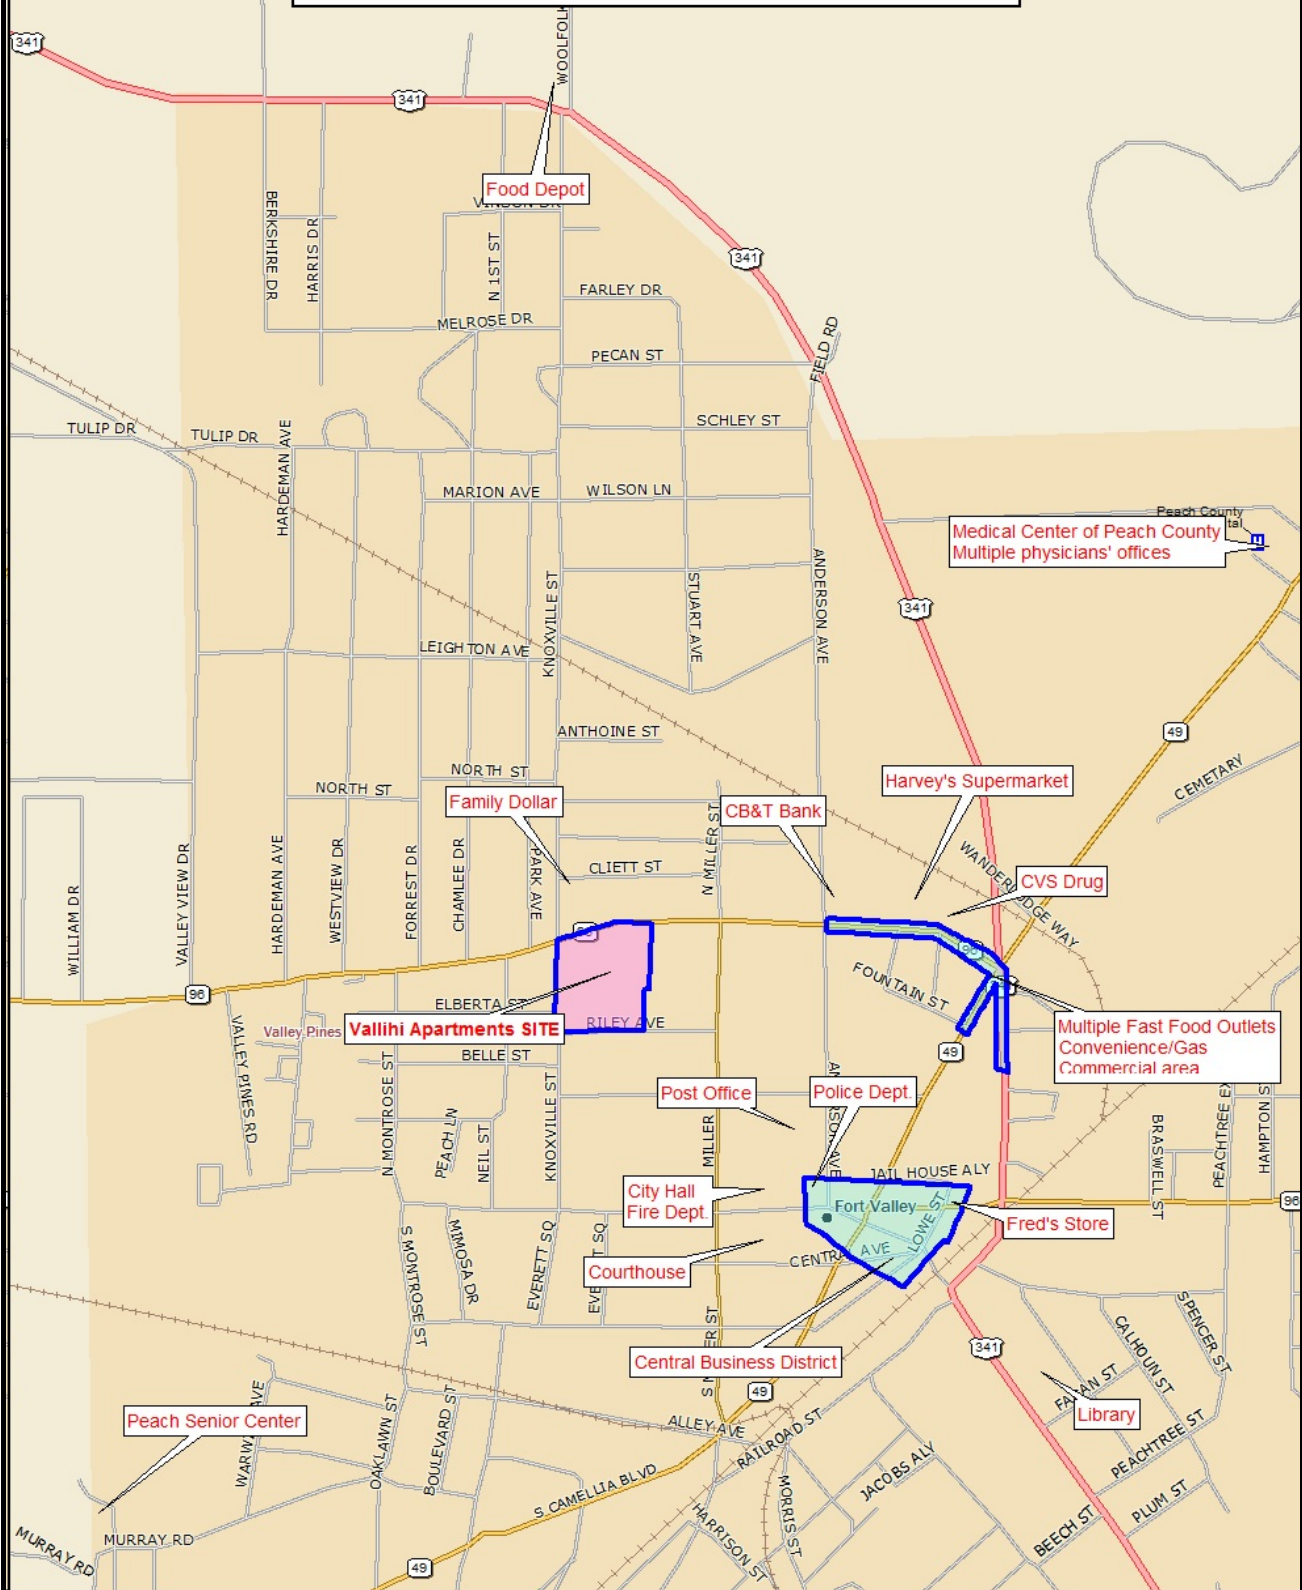 341
WOOLFOLK
341
Food Depot
VINSON DR
BERKSHIRE DR
HARRIS DR
N 1ST ST
341
FARLEY DR
MELROSE DR
FIELD RD
PECAN ST
SCHLEY ST
TULIP DR
TULIP DR
HARDEMAN AVE
MARION AVE
WILSON LN
Peach County
Medical Center of Peach County
Multiple physicians' offices
KNOXVILLE ST
STUART AVE
ANDERSON AVE
341
LEIGHTON AVE
ANTHOINE ST
49
NORTH ST
NORTH ST
CEMETARY
Family Dollar
CB&T Bank
Harvey's Supermarket
CVS Drug
WILLIAM DR
VALLEY VIEW DR
HARDEMAN AVE
WESTVIEW DR
FORREST DR
CHAMLEE DR
PARK AVE
CLIETT ST
N MILLER ST
WANDERLODGE WAY
96
FOUNTAIN ST
ELBERTA ST
Valley Pines
Vallihi Apartments SITE
RILEY AVE
BELLE ST
VALLEY PINES RD
49
Multiple Fast Food Outlets
Convenience/Gas
Commercial area
Post Office
Police Dept.
N MONTROSE ST
PEACH LN
NEIL ST
KNOXVILLE ST
MILLER
BRASWELL ST
PEACHTREE
HAMPTON S
JAIL HOUSE ALY
City Hall
Fire Dept.
Fort Valley
LOWE ST
Fred's Store
96
CENTRAL AVE
Courthouse
S MONTROSE ST
MIMOSA DR
EVERETT SQ
Central Business District
341
CALHOUN ST
SPENCER ST
49
Library
PEACHTREE ST
Peach Senior Center
OAKLAWN ST
BOULEVARD ST
ALLEY AVE
RAILROAD ST
JACOBS ALY
S CAMELLIA BLVD
MORRIS ST
HARRISON ST
BEECH ST
PLUM ST
MURRAY RD
MURRAY RD
49